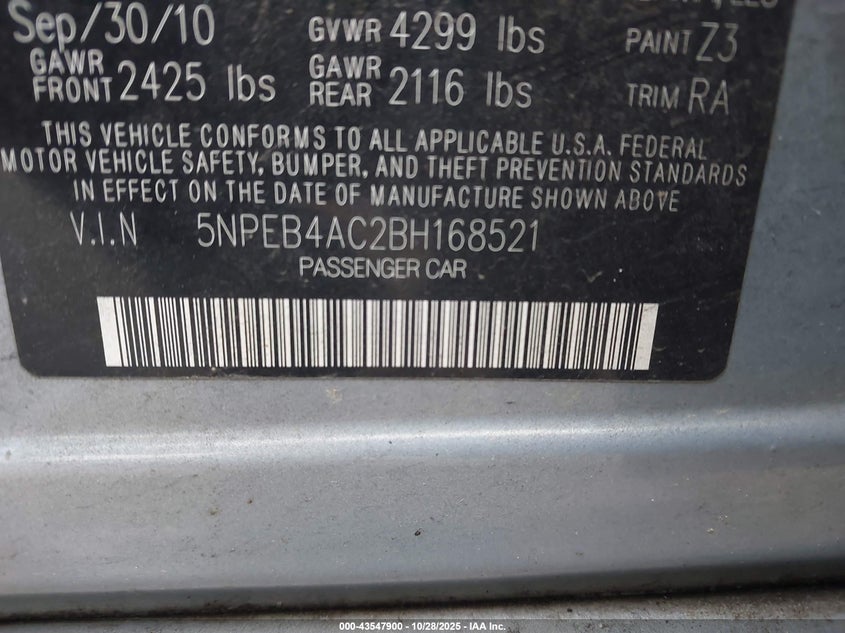 Sep/30/10 GVWR 4299 lbs PAINT Z3
GAWR FRONT 2425 lbs GAWR REAR 2116 lbs TRIM RA
THIS VEHICLE CONFORMS TO ALL APPLICABLE U.S.A. FEDERAL
MOTOR VEHICLE SAFETY, BUMPER, AND THEFT PREVENTION STANDARDS
IN EFFECT ON THE DATE OF MANUFACTURE SHOWN ABOVE
V.I.N 5NPEB4AC2BH168521
PASSENGER CAR
000-43547900 - 10/28/2025 - IAA Inc.